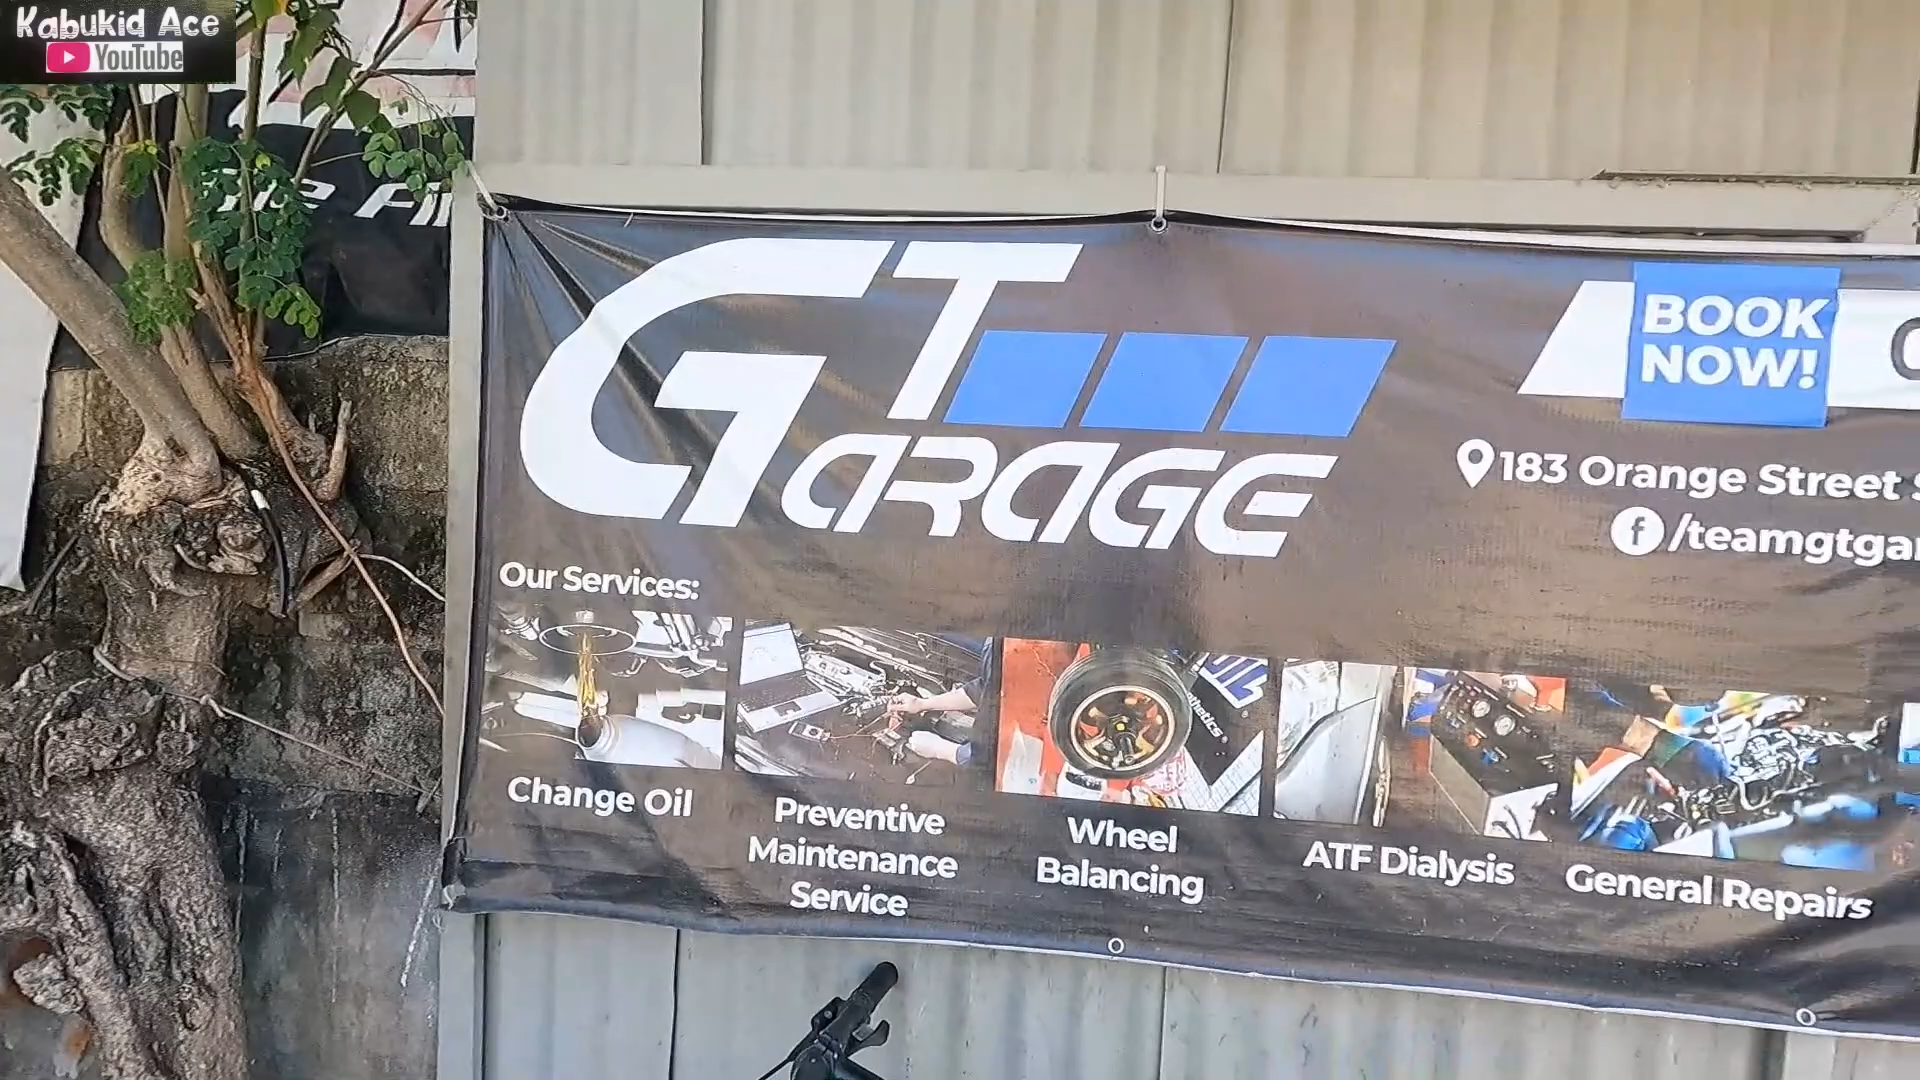 Kabukid Ace
YouTube
GT
GARAGE
BOOK
NOW!
183 Orange Street
/teamgtga
Our Services:
Change Oil
Preventive
Maintenance
Service
Wheel
Balancing
ATF Dialysis
General Repairs